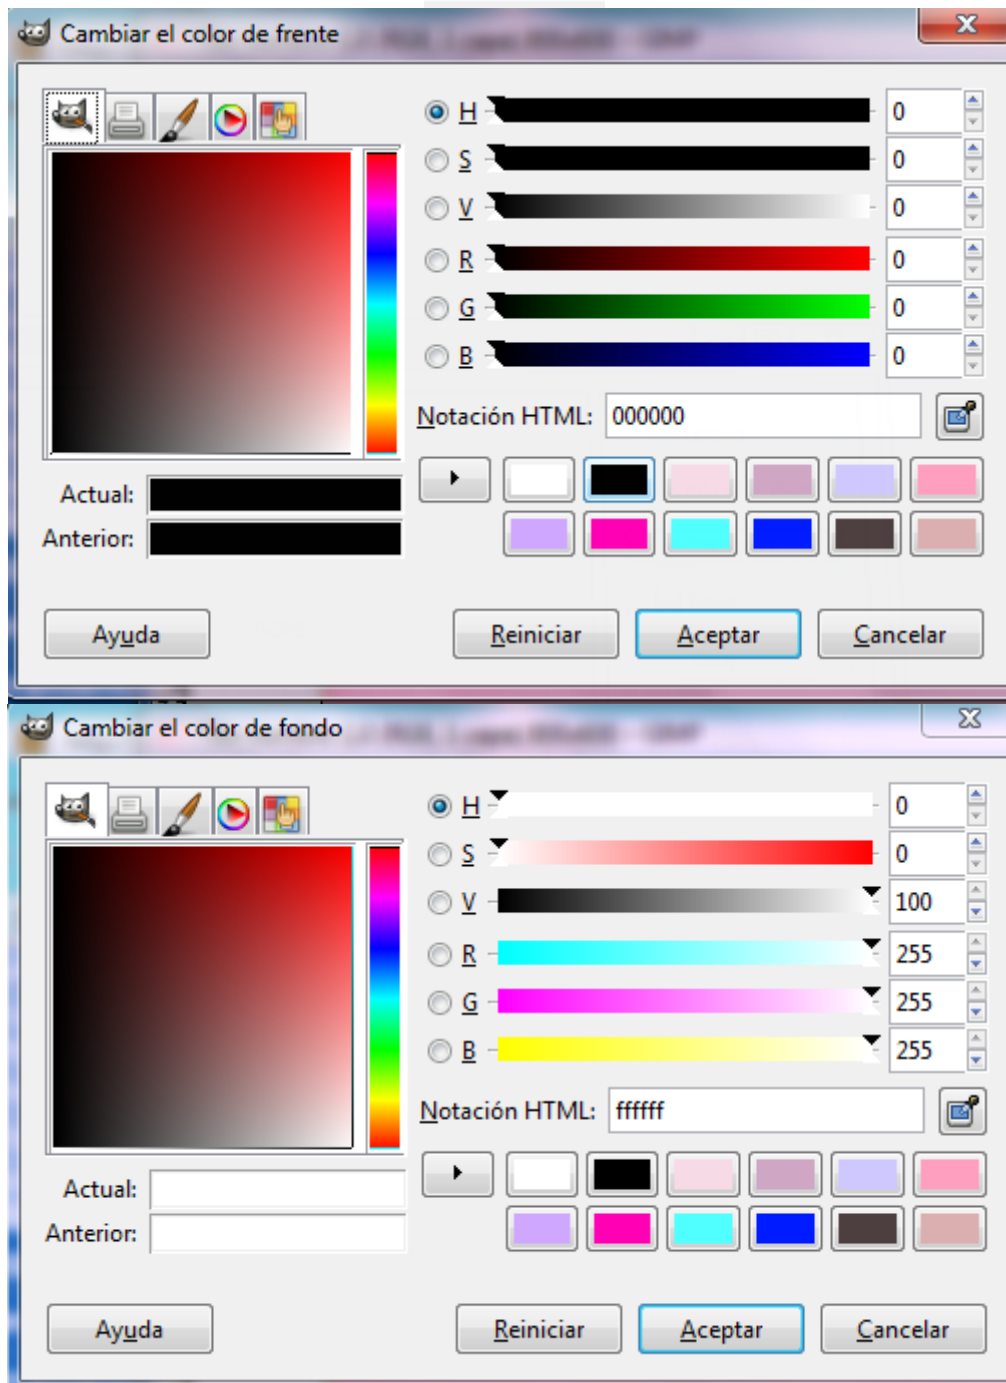 Cambiar el color de frente
H 0
S 0
V 0
R 0
G 0
B 0
Notación HTML: 000000
Actual:
Anterior:
Ayuda Reiniciar Aceptar Cancelar
Cambiar el color de fondo
H 0
S 0
V 100
R 255
G 255
B 255
Notación HTML: ffffff
Actual:
Anterior:
Ayuda Reiniciar Aceptar Cancelar